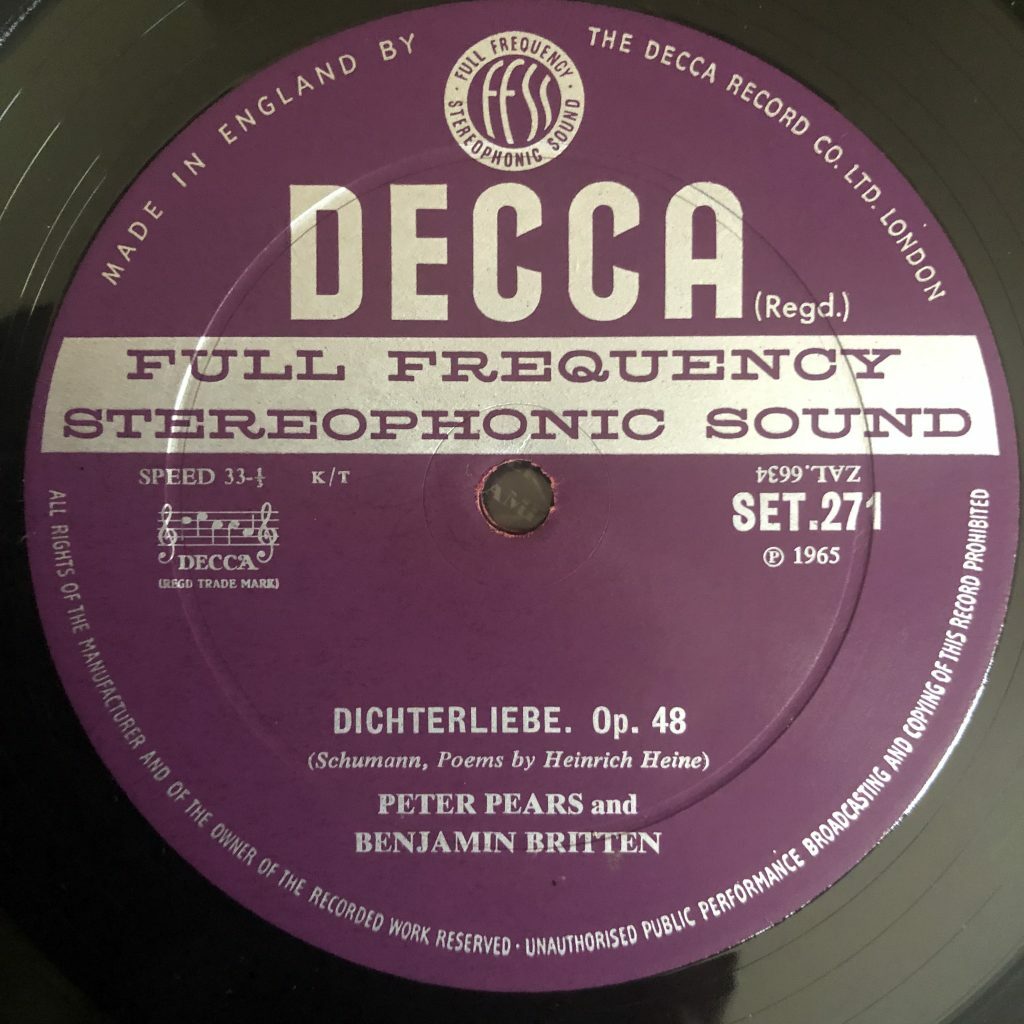 MADE IN ENGLAND BY
THE DECCA RECORD CO. LTD. LONDON
FULL FREQUENCY
ffss
STEREOPHONIC SOUND
DECCA
(Regd.)
FULL FREQUENCY
STEREOPHONIC SOUND
SPEED 33-⅓ K/T
ZAL.6634
SET.271
℗ 1965
DECCA
(REGD TRADE MARK)
DICHTERLIEBE. Op. 48
(Schumann, Poems by Heinrich Heine)
PETER PEARS and
BENJAMIN BRITTEN
ALL RIGHTS OF THE MANUFACTURER AND OF THE OWNER OF THE RECORDED WORK RESERVED · UNAUTHORISED PUBLIC PERFORMANCE BROADCASTING AND COPYING OF THIS RECORD PROHIBITED